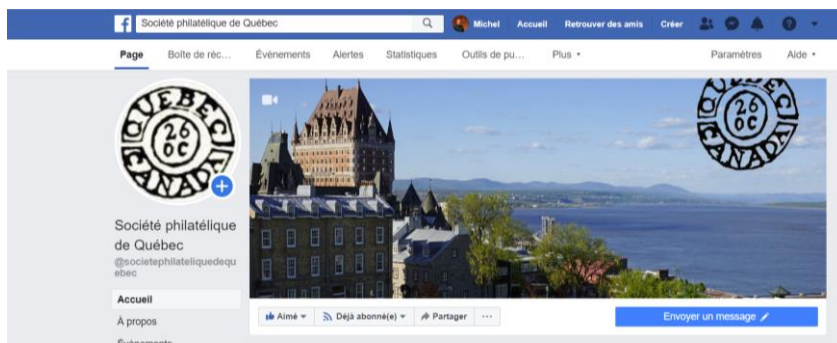 Société philatélique de Québec
Michel Accueil Retrouver des amis Créer
Page Boîte de réc... Évènements Alertes Statistiques Outils de pu... Plus Paramètres Aide
QUEBEC
26
OC
CANADA
QUEBEC
26
OC
CANADA
Société philatélique
de Québec
@societephilateliquedequ
ebec
Accueil
À propos
Évènements
Aimé Déjà abonné(e) Partager ... Envoyer un message